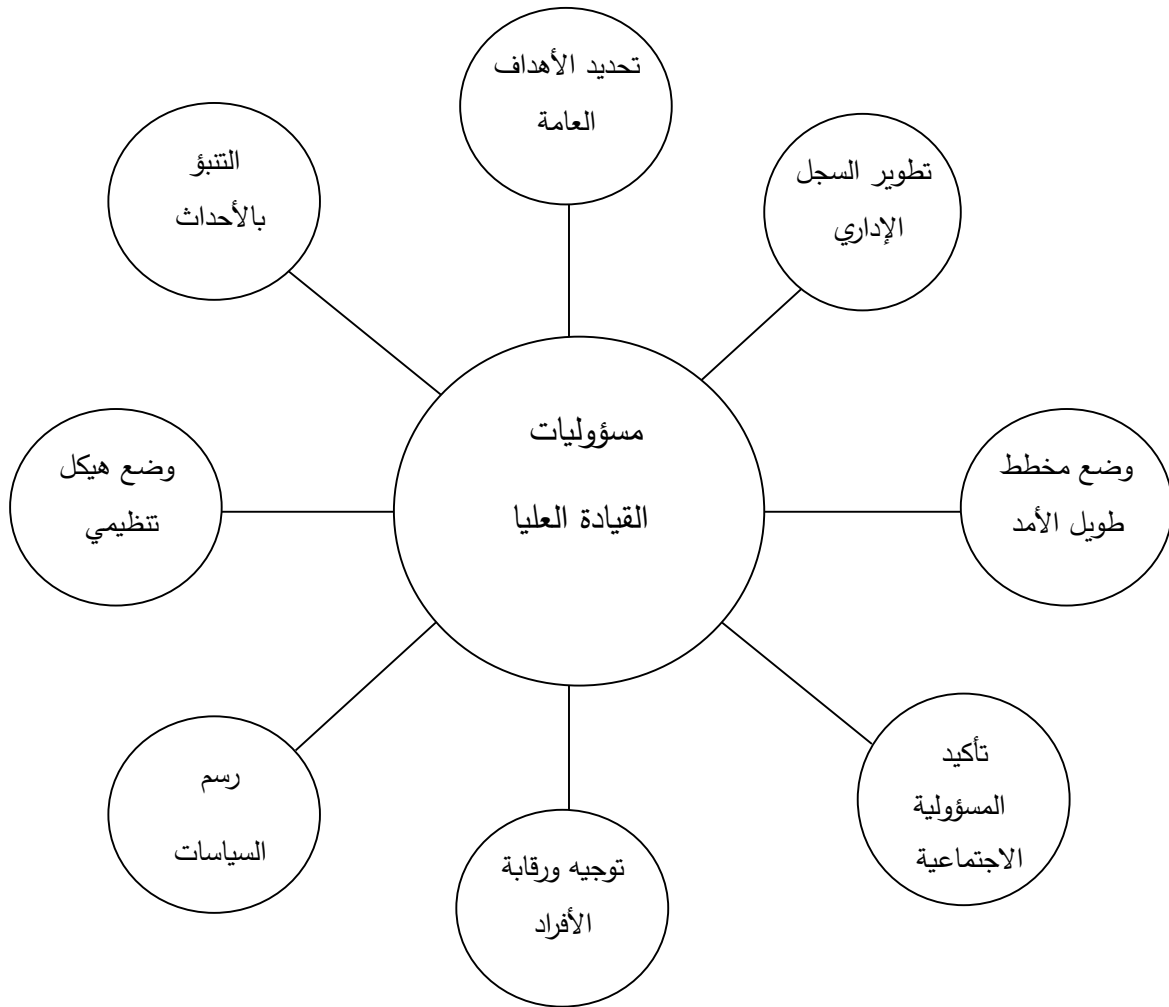 تحديد الأهداف
العامة
تطوير السجل
الإداري
التنبؤ
بالأحداث
مسؤوليات
القيادة العليا
وضع مخطط
طويل الأمد
وضع هيكل
تنظيمي
تأكيد
المسؤولية
الاجتماعية
رسم
السياسات
توجيه ورقابة
الأفراد